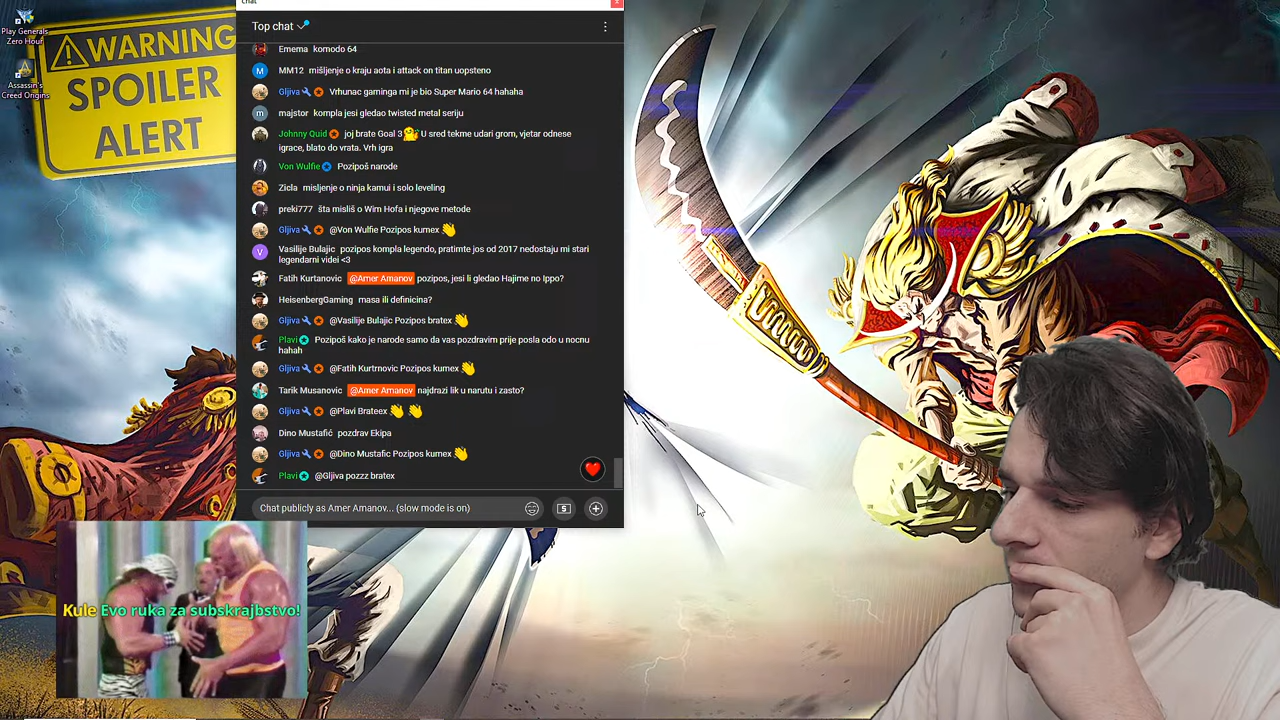 Play Generals
Zero Hour
Assassin's
Creed Origins
WARNING
SPOILER
ALERT
Chat
Top chat
Emema komodo 64
M MM12 mišljenje o kraju aota i attack on titan uopsteno
Gljiva Vrhunac gaminga mi je bio Super Mario 64 hahaha
m majstor kompla jesi gledao twisted metal seriju
Johnny Quid joj brate Goal 3 U sred tekme udari grom, vjetar odnese
igrace, blato do vrata. Vrh igra
Von Wulfie Pozipoš narode
Zicla misljenje o ninja kamui i solo leveling
preki777 šta misliš o Wim Hofa i njegove metode
Gljiva @Von Wulfie Pozipos kumex
V Vasilije Bulajic pozipos kompla legendo, pratimte jos od 2017 nedostaju mi stari
legendarni videi <3
Fatih Kurtanovic @Amer Amanov pozipos, jesi li gledao Hajime no Ippo?
HeisenbergGaming masa ili definicina?
Gljiva @Vasilije Bulajic Pozipos bratex
Plavi Pozipoš kako je narode samo da vas pozdravim prije posla odo u nocnu
hahah
Gljiva @Fatih Kurtrnovic Pozipos kumex
Tarik Musanovic @Amer Amanov najdrazi lik u narutu i zasto?
Gljiva @Plavi Brateex
Dino Mustafić pozdrav Ekipa
Gljiva @Dino Mustafic Pozipos kumex
Plavi @Gljiva pozzz bratex
Chat publicly as Amer Amanov... (slow mode is on)
Kule Evo ruka za subskrajbstvo!